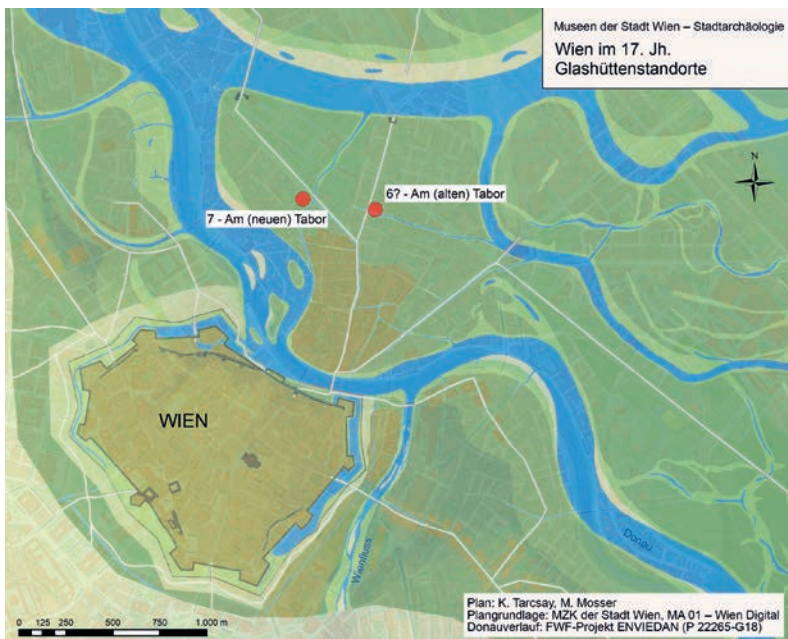 Museen der Stadt Wien – Stadtarchäologie
Wien im 17. Jh.
Glashüttenstandorte
N
6? - Am (alten) Tabor
7 - Am (neuen) Tabor
WIEN
Wienfluss
Donau
0 125 250 500 750 1.000 m
Plan: K. Tarcsay, M. Mosser
Plangrundlage: MZK der Stadt Wien, MA 01 – Wien Digital
Donauverlauf: FWF-Projekt ENVIEDAN (P 22265-G18)